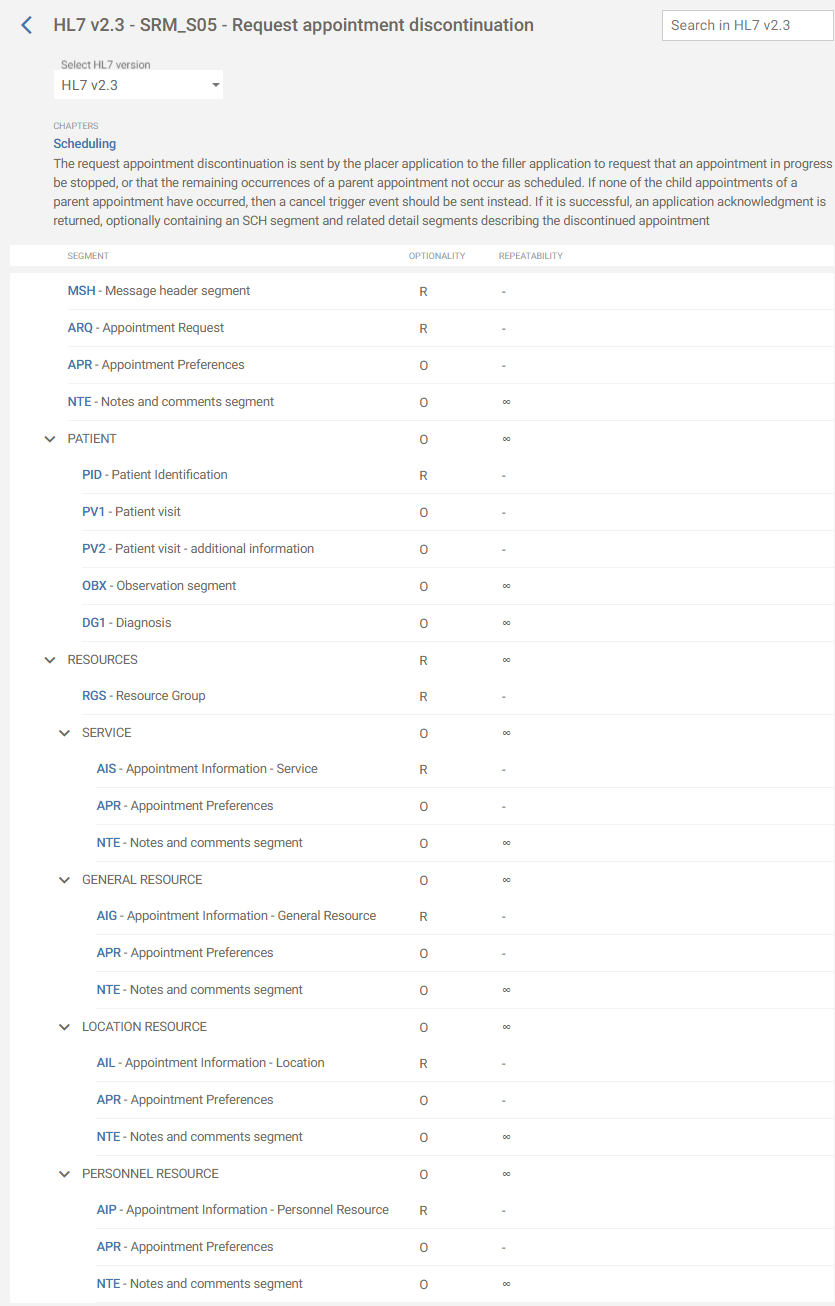 HL7 v2.3 - SRM_S05 - Request appointment discontinuation
Search in HL7 v2.3
Select HL7 version
HL7 v2.3
CHAPTERS
Scheduling
The request appointment discontinuation is sent by the placer application to the filler application to request that an appointment in progress
be stopped, or that the remaining occurrences of a parent appointment not occur as scheduled. If none of the child appointments of a
parent appointment have occurred, then a cancel trigger event should be sent instead. If it is successful, an application acknowledgment is
returned, optionally containing an SCH segment and related detail segments describing the discontinued appointment
SEGMENT OPTIONALITY REPEATABILITY
MSH - Message header segment R -
ARQ - Appointment Request R -
APR - Appointment Preferences O -
NTE - Notes and comments segment O ∞
PATIENT O ∞
PID - Patient Identification R -
PV1 - Patient visit O -
PV2 - Patient visit - additional information O -
OBX - Observation segment O ∞
DG1 - Diagnosis O ∞
RESOURCES R ∞
RGS - Resource Group R -
SERVICE O ∞
AIS - Appointment Information - Service R -
APR - Appointment Preferences O -
NTE - Notes and comments segment O ∞
GENERAL RESOURCE O ∞
AIG - Appointment Information - General Resource R -
APR - Appointment Preferences O -
NTE - Notes and comments segment O ∞
LOCATION RESOURCE O ∞
AIL - Appointment Information - Location R -
APR - Appointment Preferences O -
NTE - Notes and comments segment O ∞
PERSONNEL RESOURCE O ∞
AIP - Appointment Information - Personnel Resource R -
APR - Appointment Preferences O -
NTE - Notes and comments segment O ∞